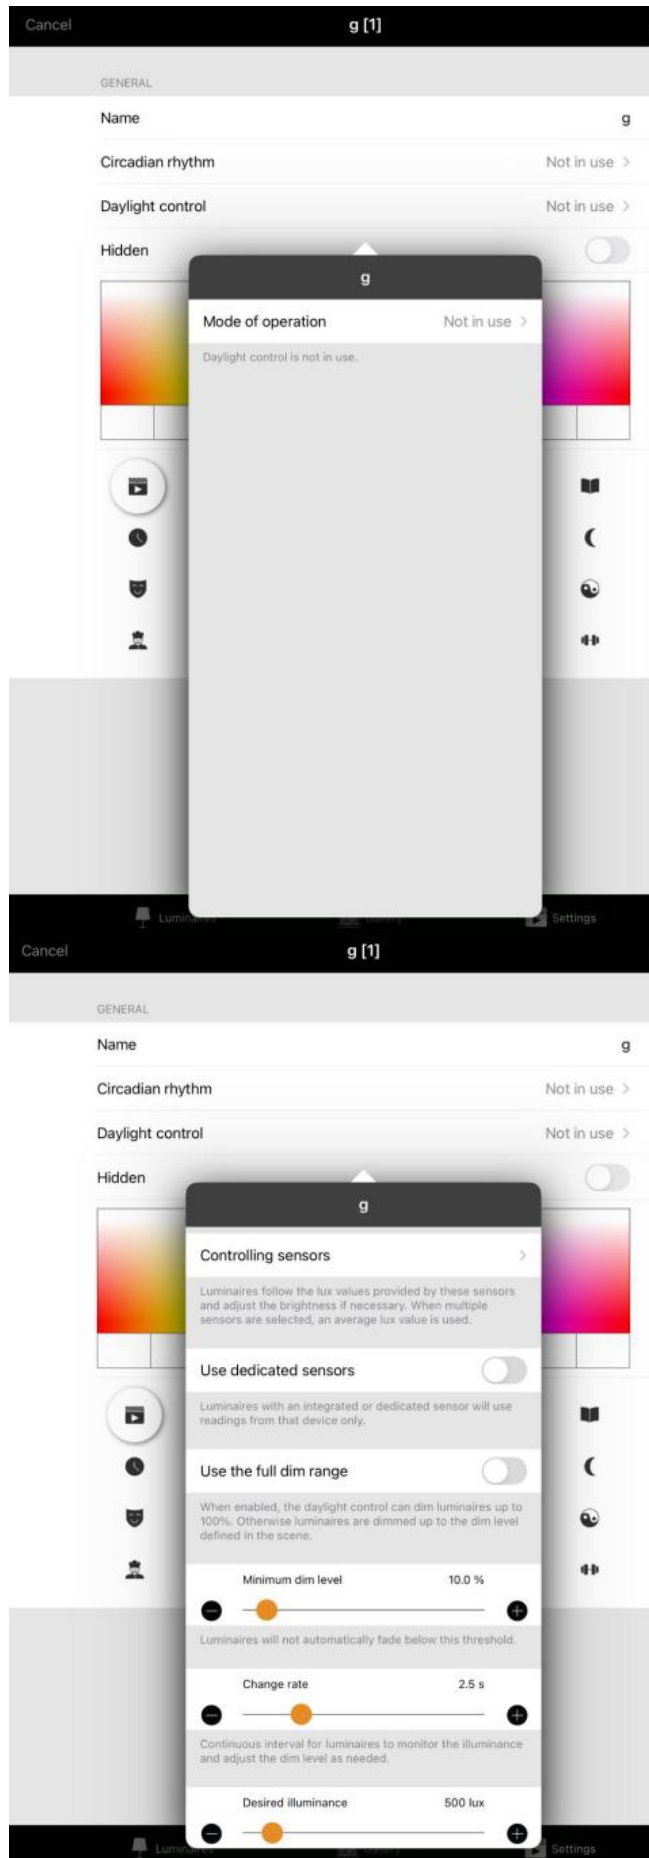 Cancel
g [1]
GENERAL
Name
g
Circadian rhythm
Not in use
Daylight control
Not in use
Hidden
g
Mode of operation
Not in use
Daylight control is not in use.
Settings
Cancel
g [1]
GENERAL
Name
g
Circadian rhythm
Not in use
Daylight control
Not in use
Hidden
g
Controlling sensors
Luminaires follow the lux values provided by these sensors
and adjust the brightness if necessary. When multiple
sensors are selected, an average lux value is used.
Use dedicated sensors
Luminaires with an integrated or dedicated sensor will use
readings from that device only.
Use the full dim range
When enabled, the daylight control can dim luminaires up to
100%. Otherwise luminaires are dimmed up to the dim level
defined in the scene.
Minimum dim level
10.0 %
Luminaires will not automatically fade below this threshold.
Change rate
2.5 s
Continuous interval for luminaires to monitor the illuminance
and adjust the dim level as needed.
Desired illuminance
500 lux
Settings